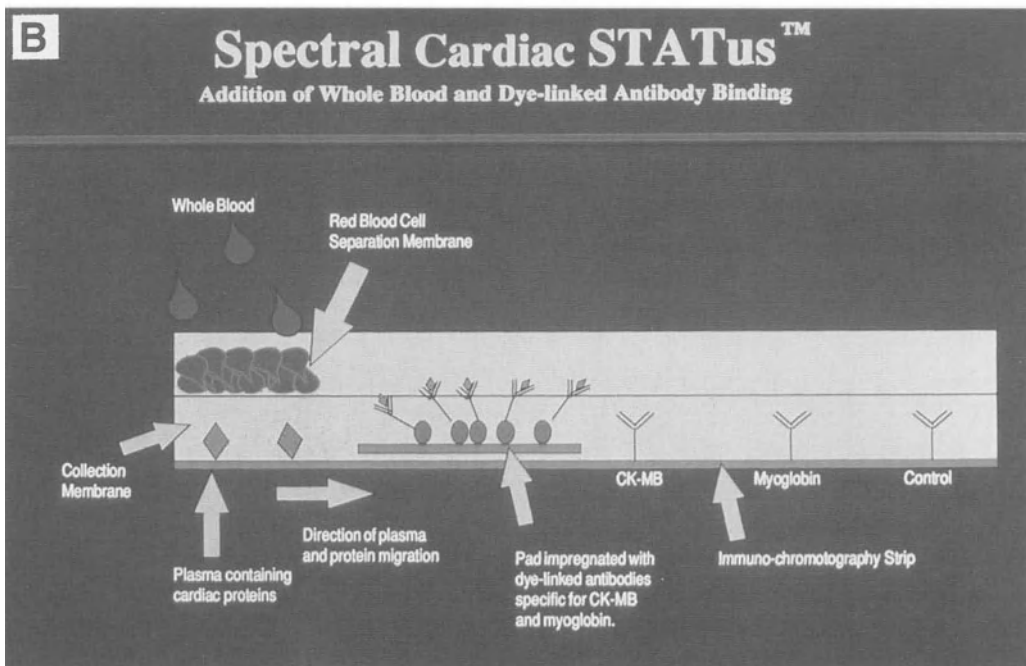 B
Spectral Cardiac STATus™
Addition of Whole Blood and Dye-linked Antibody Binding
Whole Blood
Red Blood Cell
Separation Membrane
Collection
Membrane
CK-MB
Myoglobin
Control
Direction of plasma
and protein migration
Plasma containing
cardiac proteins
Pad impregnated with
dye-linked antibodies
specific for CK-MB
and myoglobin.
Immuno-chromotography Strip